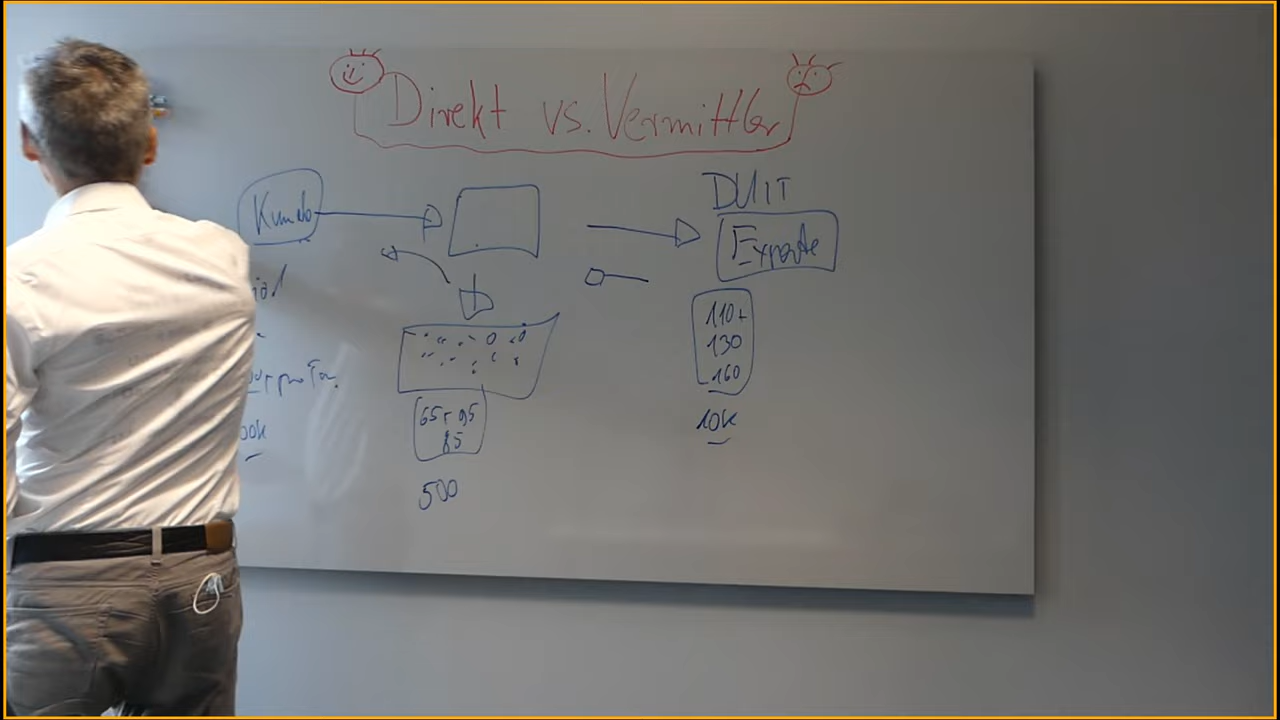 Direkt vs. Vermittler
Kunde
DUIT
Experte
110+
130
160
10k
65+ 95
85
500